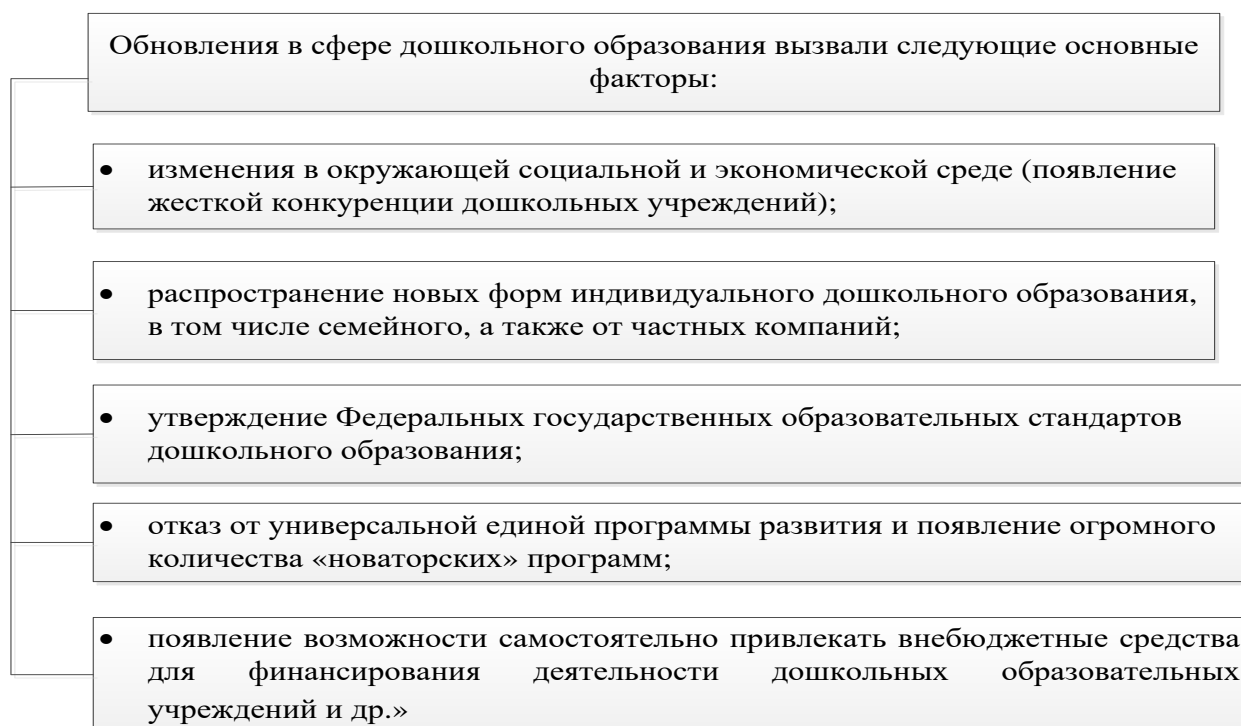 Обновления в сфере дошкольного образования вызвали следующие основные
факторы:
• изменения в окружающей социальной и экономической среде (появление
жесткой конкуренции дошкольных учреждений);
• распространение новых форм индивидуального дошкольного образования,
в том числе семейного, а также от частных компаний;
• утверждение Федеральных государственных образовательных стандартов
дошкольного образования;
• отказ от универсальной единой программы развития и появление огромного
количества «новаторских» программ;
• появление возможности самостоятельно привлекать внебюджетные средства
для финансирования деятельности дошкольных образовательных
учреждений и др.»